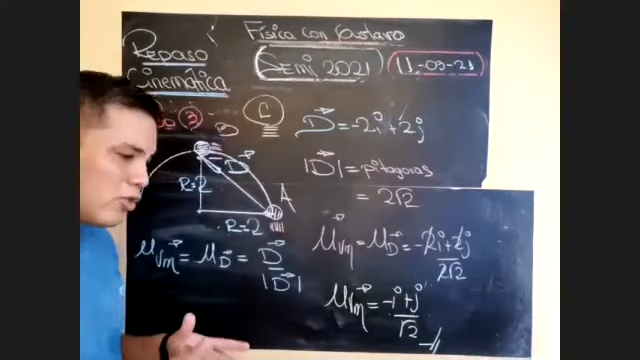 Física con Gustavo
Repaso
Cinemática
Semi 2021
11-03-21
3
C
B
D = -2i + 2j
|D| = pitagoras
= 2√2
R=2
D
A
R=2
μVm = μD = D
|D|
μVm = μD = -2i+2j
2√2
μVm = -i+j
√2